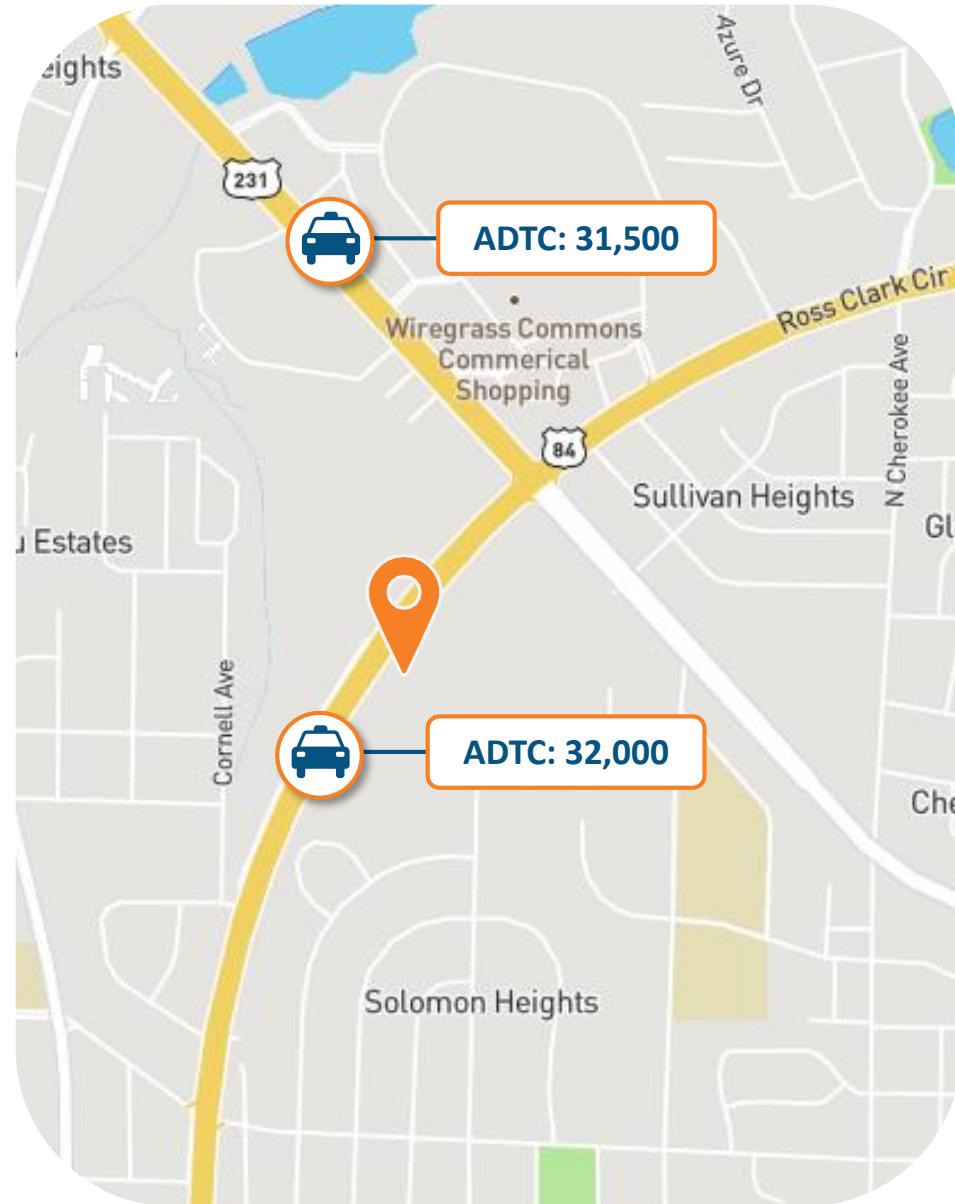 Azure Dr
eights
231
ADTC: 31,500
Ross Clark Cir
Wiregrass Commons
Commerical
Shopping
N Cherokee Ave
84
Sullivan Heights
Gl
u Estates
Cornell Ave
ADTC: 32,000
Che
Solomon Heights